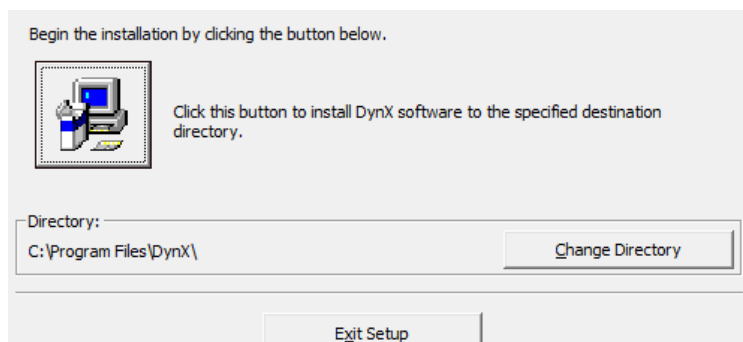 Begin the installation by clicking the button below.
Click this button to install DynX software to the specified destination
directory.
Directory:
C:\Program Files\DynX\
Change Directory
Exit Setup